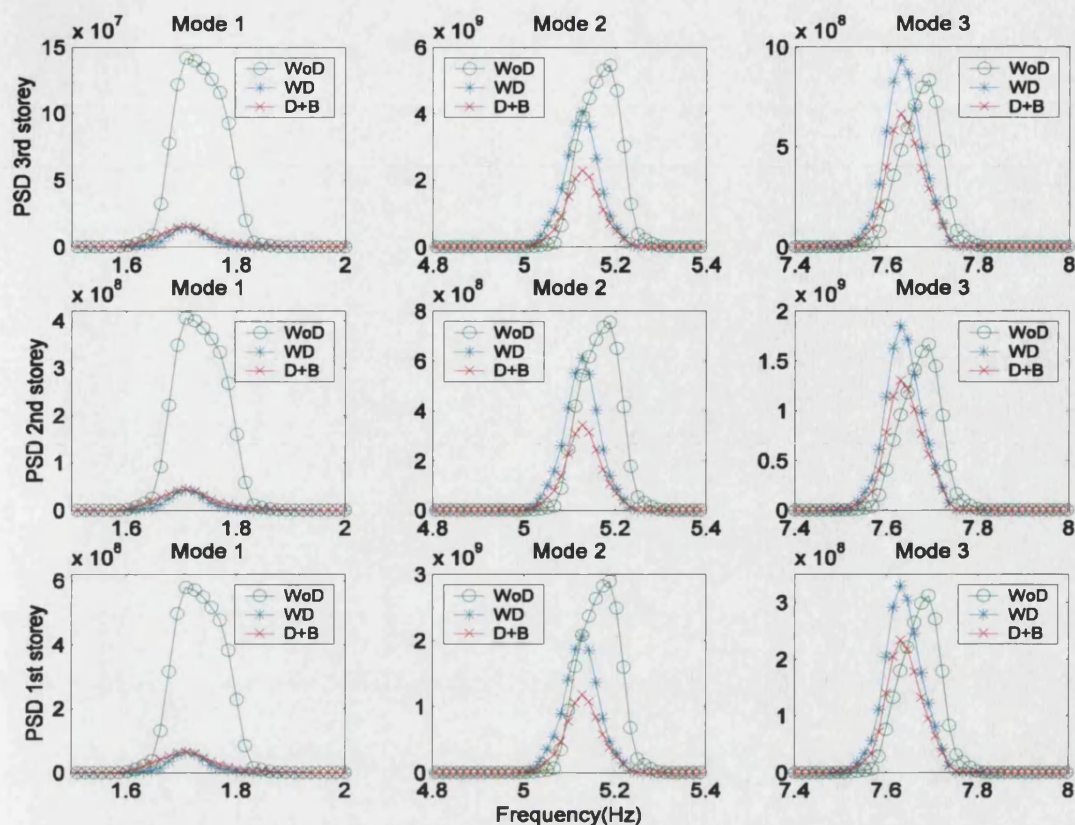 x 10^7 Mode 1
x 10^9 Mode 2
x 10^8 Mode 3
PSD 3rd storey
15
10
5
0
1.6 1.8 2
WoD
WD
D+B
6
4
2
0
4.8 5 5.2 5.4
WoD
WD
D+B
10
5
0
7.4 7.6 7.8 8
WoD
WD
D+B
x 10^8 Mode 1
x 10^8 Mode 2
x 10^9 Mode 3
PSD 2nd storey
4
3
2
1
0
1.6 1.8 2
WoD
WD
D+B
8
6
4
2
0
4.8 5 5.2 5.4
WoD
WD
D+B
2
1.5
1
0.5
0
7.4 7.6 7.8 8
WoD
WD
D+B
x 10^8 Mode 1
x 10^9 Mode 2
x 10^8 Mode 3
PSD 1st storey
6
4
2
0
1.6 1.8 2
WoD
WD
D+B
3
2
1
0
4.8 5 5.2 5.4
WoD
WD
D+B
3
2
1
0
7.4 7.6 7.8 8
WoD
WD
D+B
Frequency(Hz)